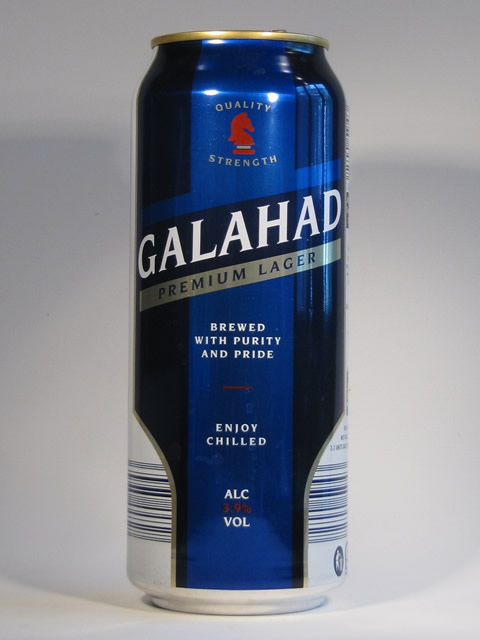 QUALITY
STRENGTH
GALAHAD
PREMIUM LAGER
BREWED
WITH PURITY
AND PRIDE
ENJOY
CHILLED
ALC
3.9%
VOL